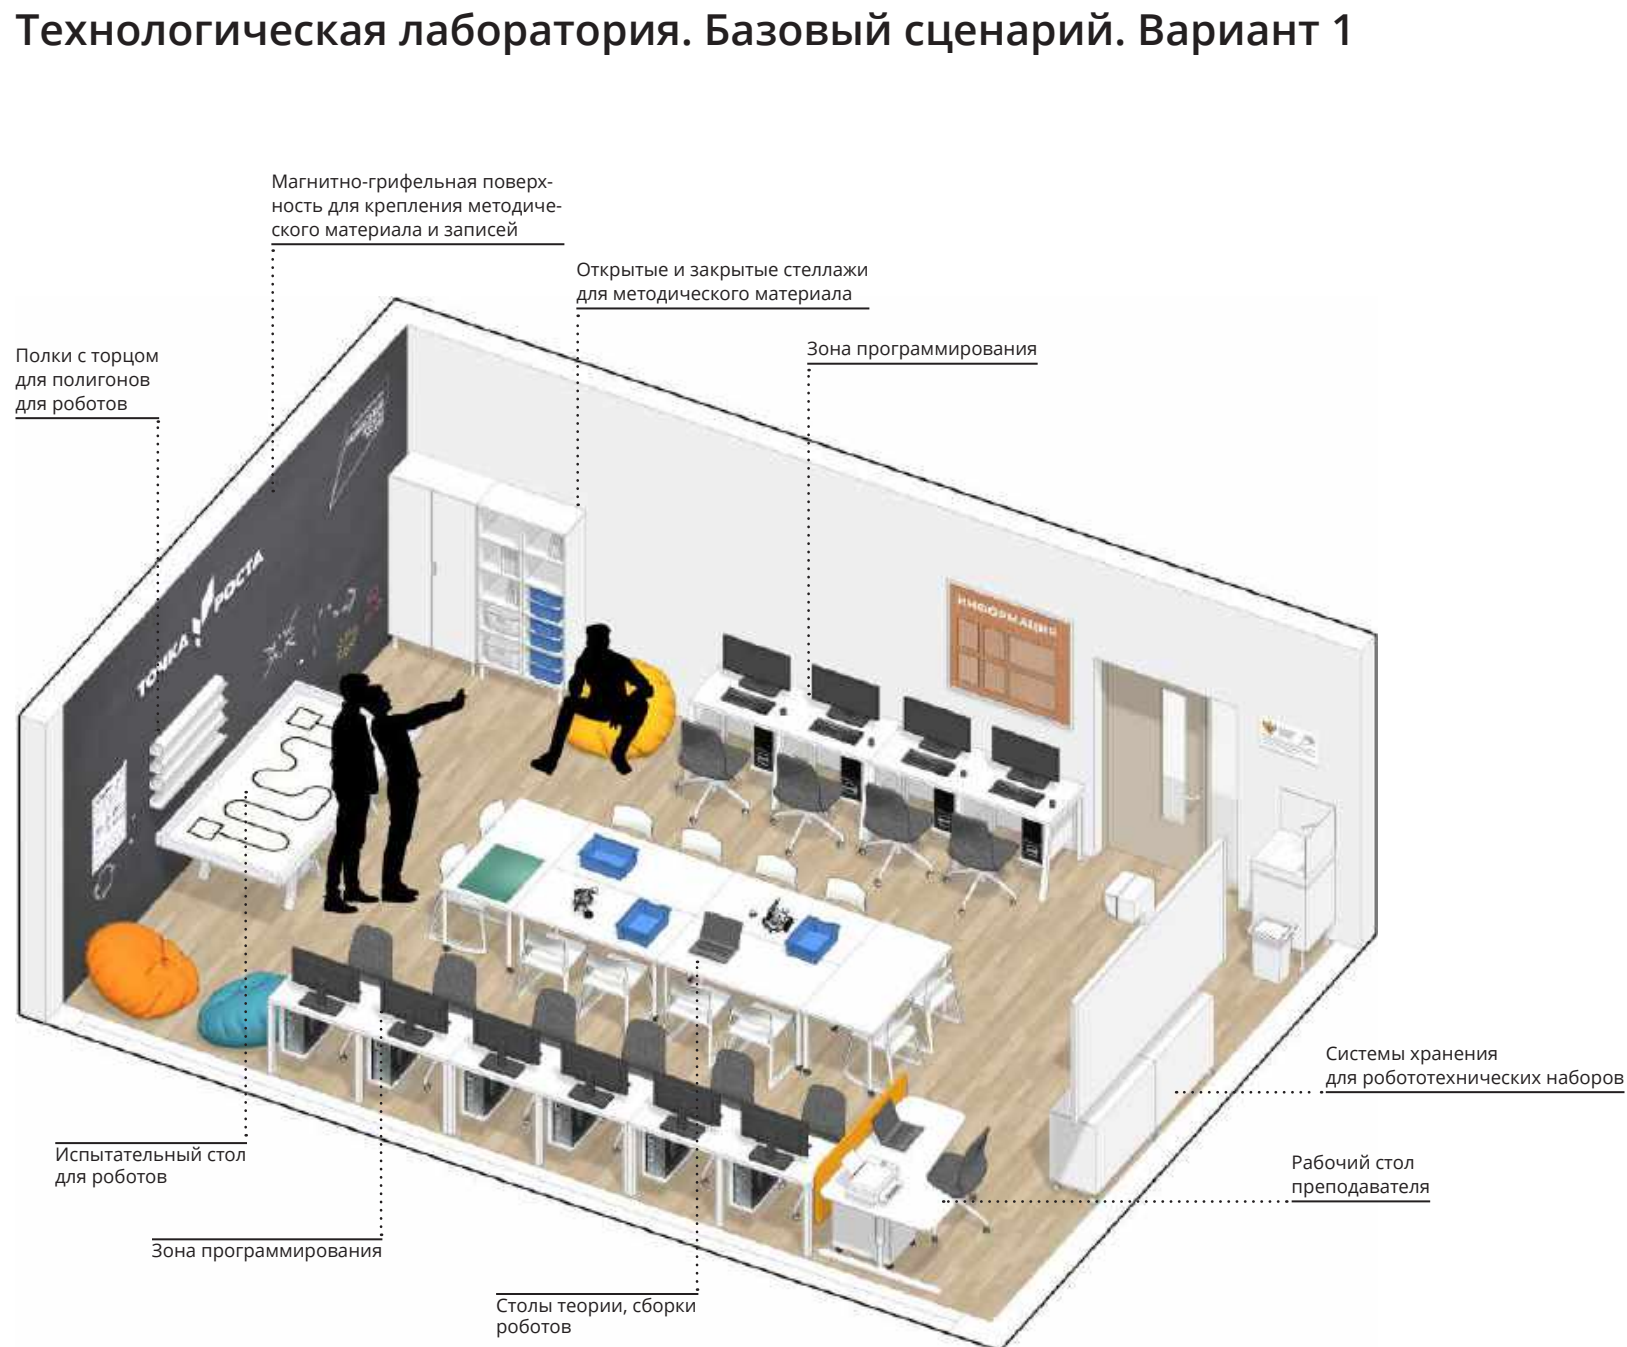 Технологическая лаборатория. Базовый сценарий. Вариант 1
Магнитно-грифельная поверх-
ность для крепления методиче-
ского материала и записей
Открытые и закрытые стеллажи
для методического материала
Зона программирования
Полки с торцом
для полигонов
для роботов
ТОЧКА РОСТА
ИНФОРМАЦИЯ
Системы хранения
для робототехнических наборов
Испытательный стол
для роботов
Рабочий стол
преподавателя
Зона программирования
Столы теории, сборки
роботов